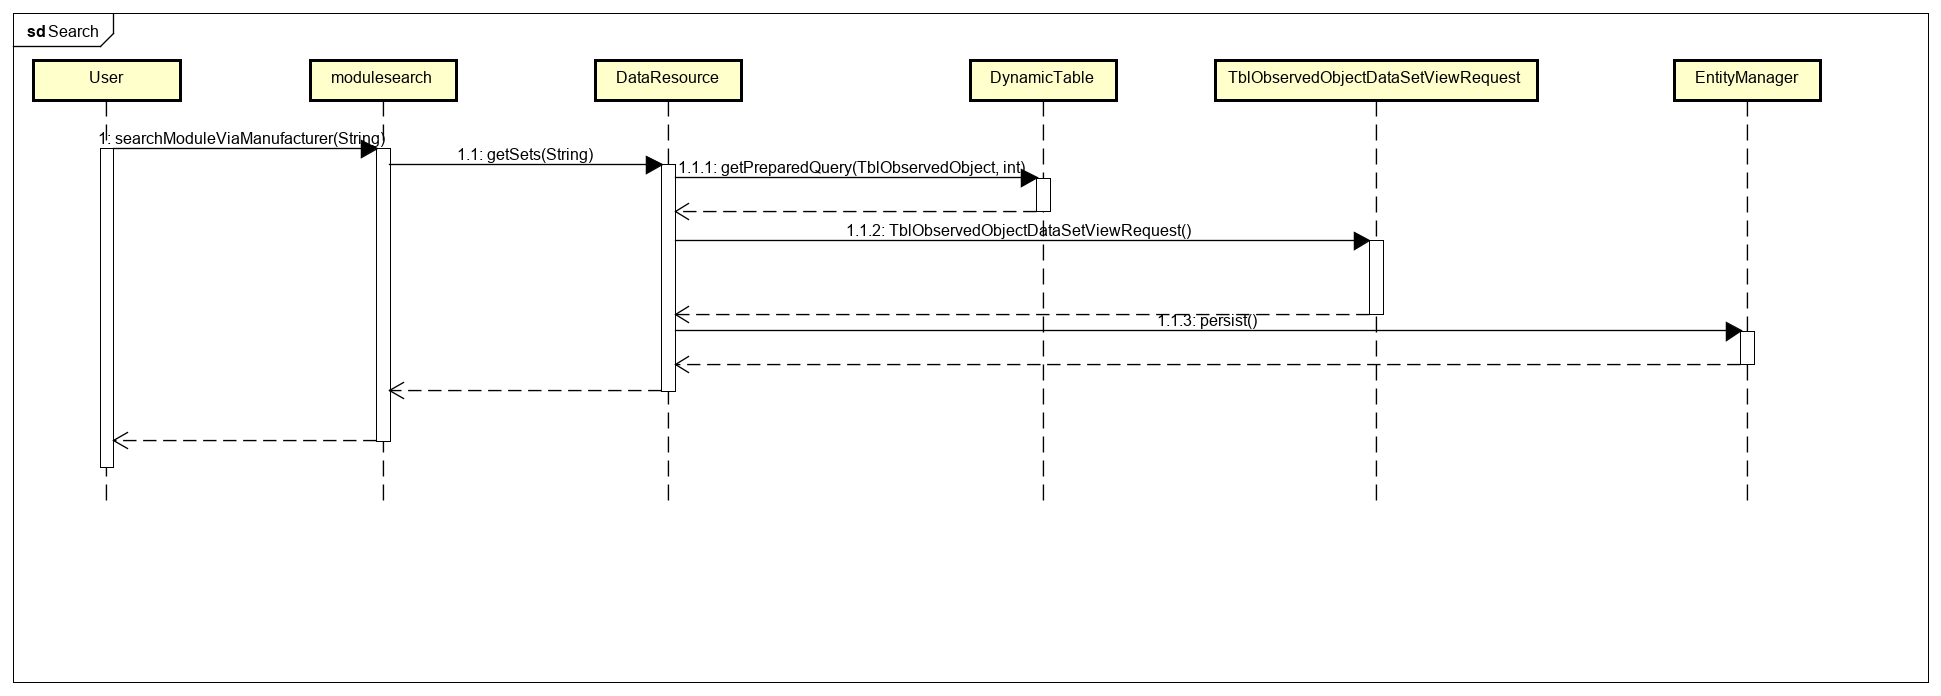 sd Search
User
modulesearch
DataResource
DynamicTable
TblObservedObjectDataSetViewRequest
EntityManager
1: searchModuleViaManufacturer(String)
1.1: getSets(String)
1.1.1: getPreparedQuery(TblObservedObject, int)
1.1.2: TblObservedObjectDataSetViewRequest()
1.1.3: persist()